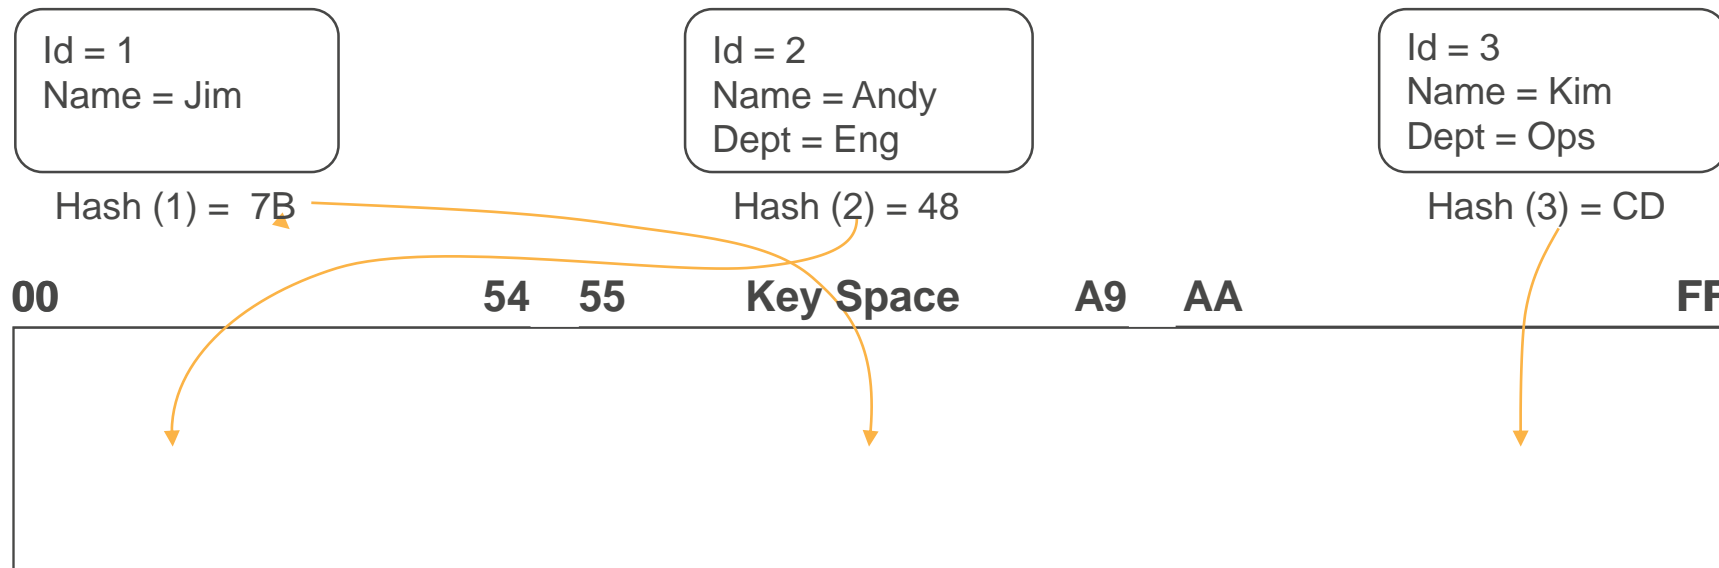 Id = 1
Name = Jim
Id = 2
Name = Andy
Dept = Eng
Id = 3
Name = Kim
Dept = Ops
Hash (1) = 7B
Hash (2) = 48
Hash (3) = CD
00 54 55 Key Space A9 AA FF